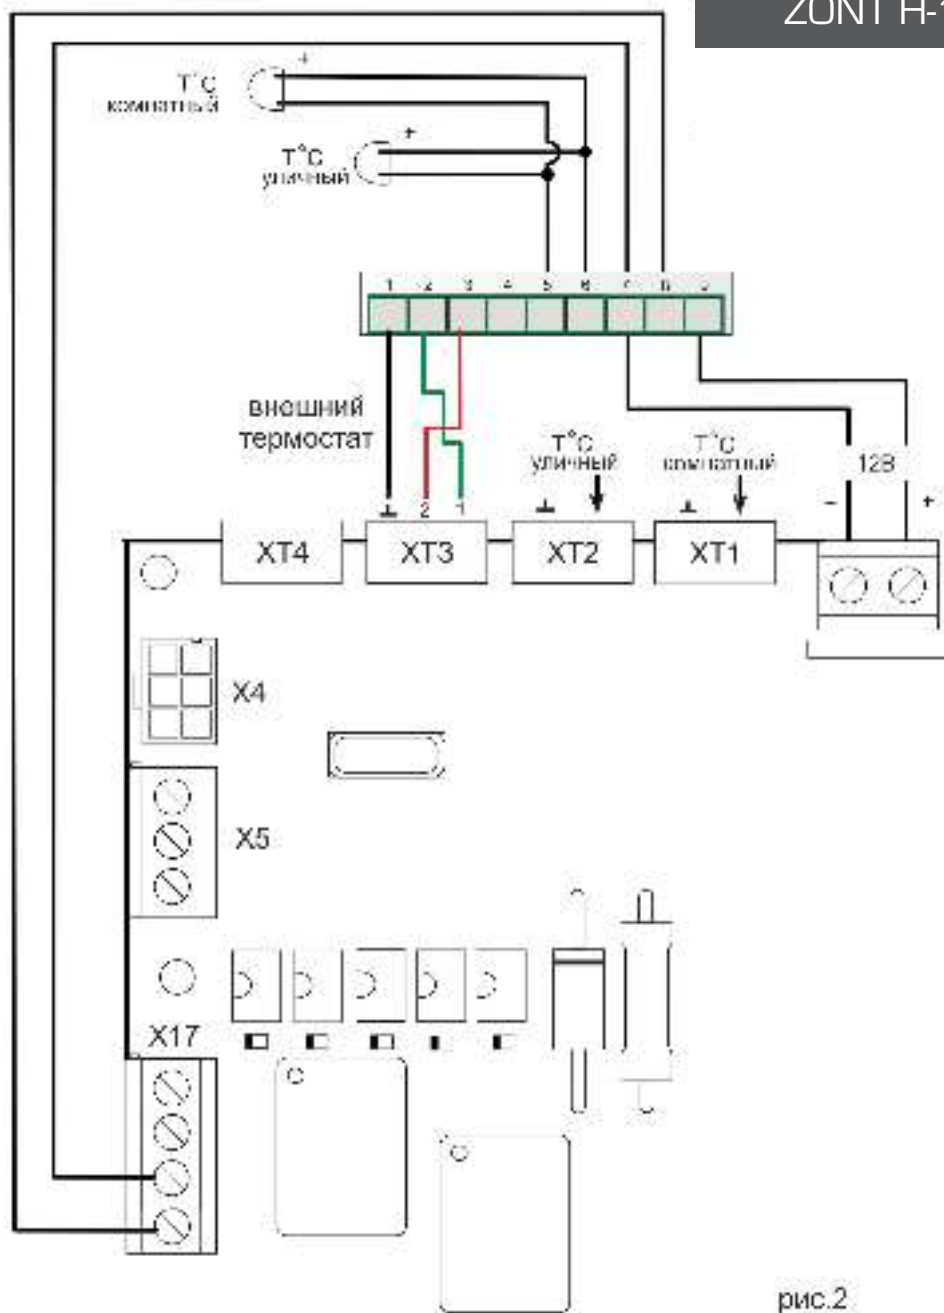 ZONT H-1
+
T°C
комнатный
+
T°C
уличный
1 2 3 4 5 6 7 8 9
внешний
термостат
T°C
уличный
T°C
комнатный
12В
− +
2 1
XT4 XT3 XT2 XT1
X4
X5
X17
рис.2